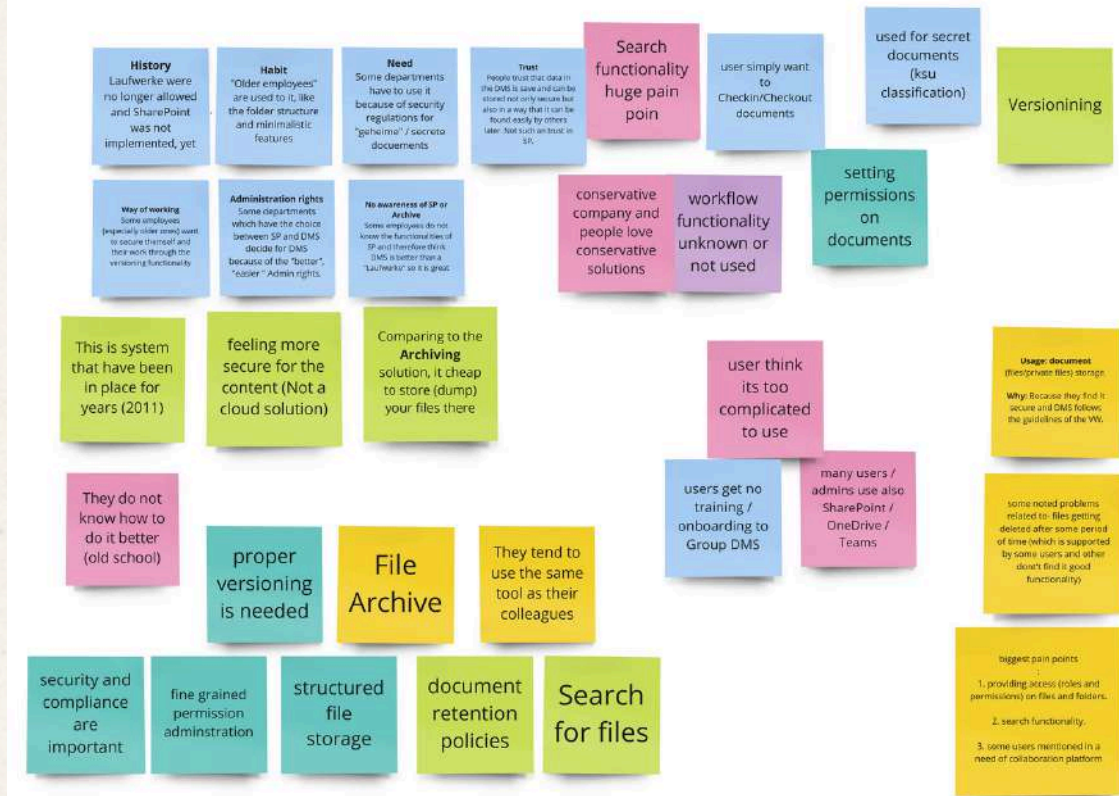 History
Laufwerke were
no longer allowed
and SharePoint
was not
implemented, yet
Habit
"Older employees"
are used to it, like
the folder structure
and minimalistic
features
Need
Some departments
have to use it
because of security
regulations for
"geheime" / secrete
docuements
Trust
People trust that data in
the DMS is save and can be
stored not only secure but
also in a way that it can be
found easily by others
later. Not such an trust in
SP.
Search
functionality
huge pain
poin
user simply want
to
Checkin/Checkout
documents
used for secret
documents
(ksu
classification)
Versionining
Way of working
Some employees
(especially older ones) want
to secure themself and
their work through the
versioning functionality
Administration rights
Some departments
which have the choice
between SP and DMS
decide for DMS
because of the "better",
"easier" Admin rights.
No awareness of SP or
Archive
Some employees do not
know the functionalities of
SP and therefore think
DMS is better than a
"Laufwerke" so it is great
conservative
company and
people love
conservative
solutions
workflow
functionality
unknown or
not used
setting
permissions
on
documents
This is system
that have been
in place for
years (2011)
feeling more
secure for the
content (Not a
cloud solution)
Comparing to the
Archiving
solution, it cheap
to store (dump)
your files there
user think
its too
complicated
to use
Usage: document
(files/private files) storage
Why: Because they find it
secure and DMS follows
the guidelines of the VW.
They do not
know how to
do it better
(old school)
proper
versioning
is needed
File
Archive
They tend to
use the same
tool as their
colleagues
users get no
training /
onboarding to
Group DMS
many users /
admins use also
SharePoint /
OneDrive /
Teams
some noted problems
related to- files getting
deleted after some period
of time (which is supported
by some users and other
dont't find it good
functionality)
security and
compliance
are
important
fine grained
permission
adminstration
structured
file
storage
document
retention
policies
Search
for files
biggest pain points
:
1. providing access (roles and
permissions) on files and folders.
2. search functionality.
3. some users mentioned in a
need of collaboration platform